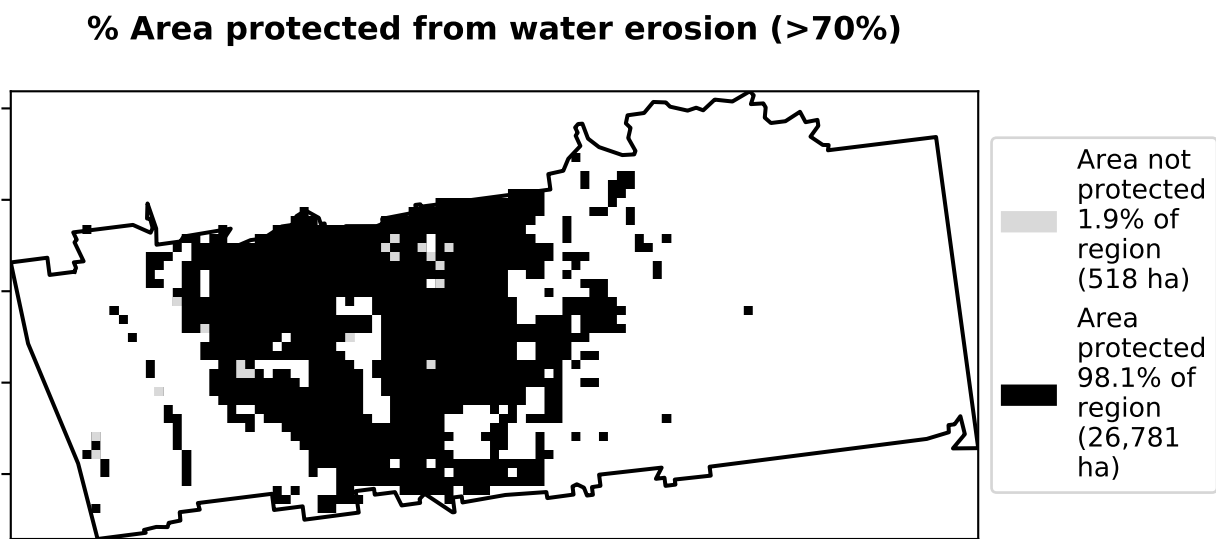 % Area protected from water erosion (>70%)
Area not
protected
1.9% of
region
(518 ha)
Area
protected
98.1% of
region
(26,781
ha)